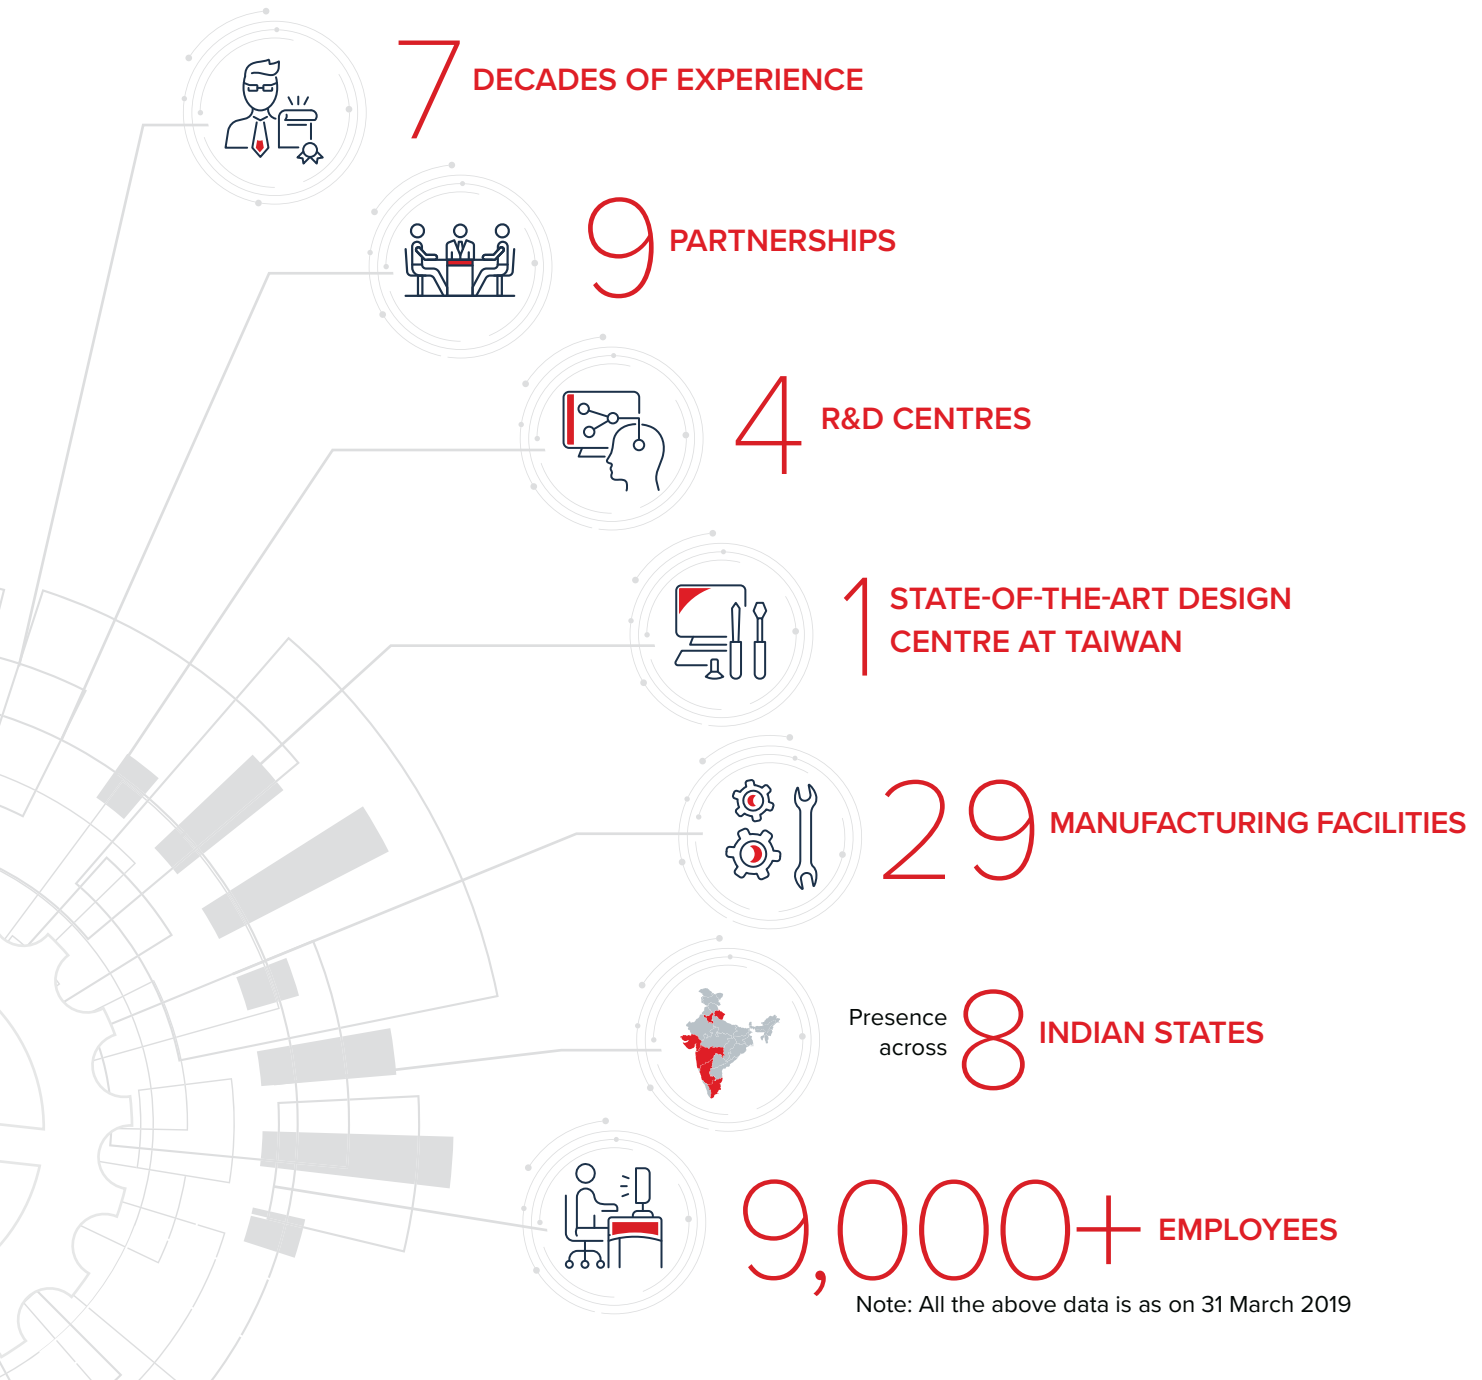 7 DECADES OF EXPERIENCE
9 PARTNERSHIPS
4 R&D CENTRES
1 STATE-OF-THE-ART DESIGN
CENTRE AT TAIWAN
29 MANUFACTURING FACILITIES
Presence
across
8 INDIAN STATES
9,000+ EMPLOYEES
Note: All the above data is as on 31 March 2019